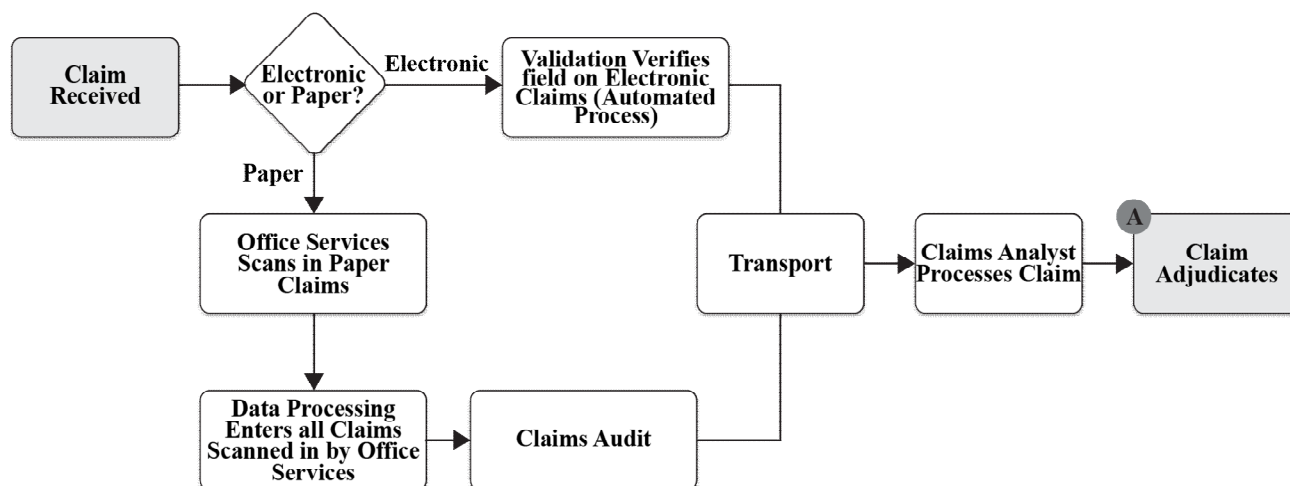 Claim
Received
Electronic
or Paper?
Electronic
Validation Verifies
field on Electronic
Claims (Automated
Process)
Paper
Office Services
Scans in Paper
Claims
Transport
Claims Analyst
Processes Claim
A
Claim
Adjudicates
Data Processing
Enters all Claims
Scanned in by Office
Services
Claims Audit